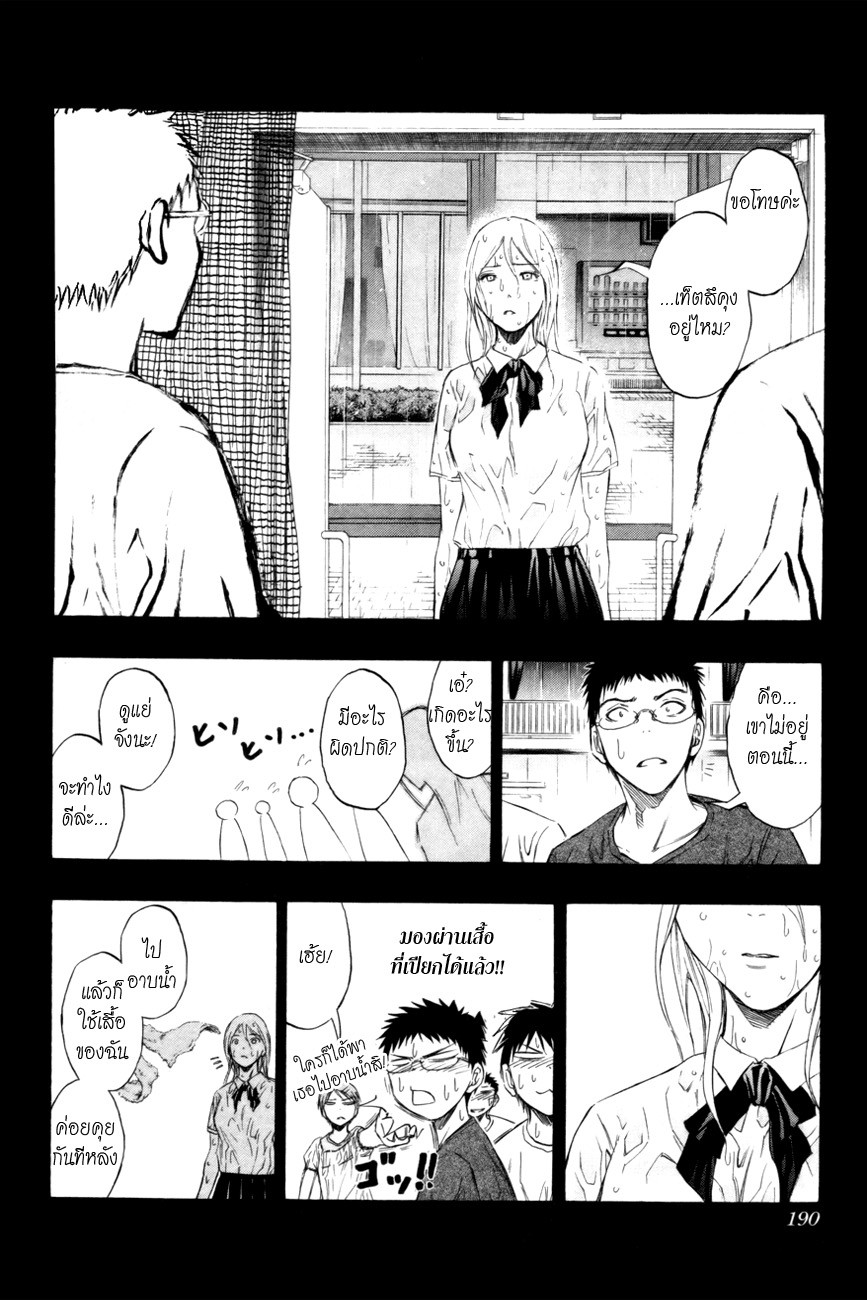 ขอโทษค่ะ
...เท็ตสึคุง
อยู่ไหม?
คือ...
เขาไม่อยู่
ตอนนี้...
เอ๋?
เกิดอะไร
ขึ้น?
มีอะไร
ผิดปกติ?
ヒソ
ヒソ...
ดูแย่
จังนะ!
จะทำไง
ดีล่ะ...
มองผ่านเสื้อ
ที่เปียกได้แล้ว!!
เฮ้ย!
ใครก็ได้พา
เธอไปอาบน้ำสิ!
ゴッ!!
ไป
อาบน้ำ
แล้วก็
ใช้เสื้อ
ของฉัน
ค่อยคุย
กันทีหลัง
190